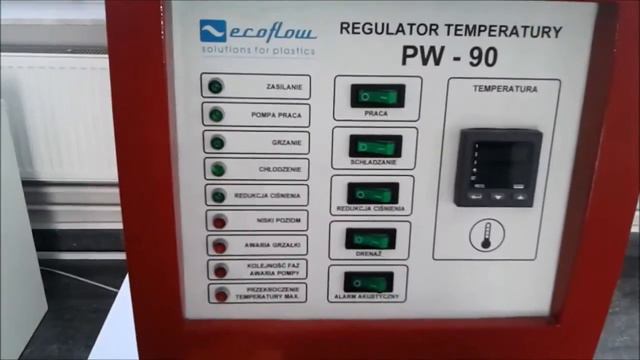 ecoflow
solutions for plastics
REGULATOR TEMPERATURY
PW - 90
ZASILANIE
POMPA PRACA
GRZANIE
CHŁODZENIE
REDUKCJA CIŚNIENIA
NISKI POZIOM
AWARIA GRZAŁKI
KOLEJNOŚĆ FAZ
AWARIA POMPY
PRZEKROCZENIE
TEMPERATURY MAX.
PRACA
SCHŁADZANIE
REDUKCJA CIŚNIENIA
DRENAŻ
ALARM AKUSTYCZNY
TEMPERATURA